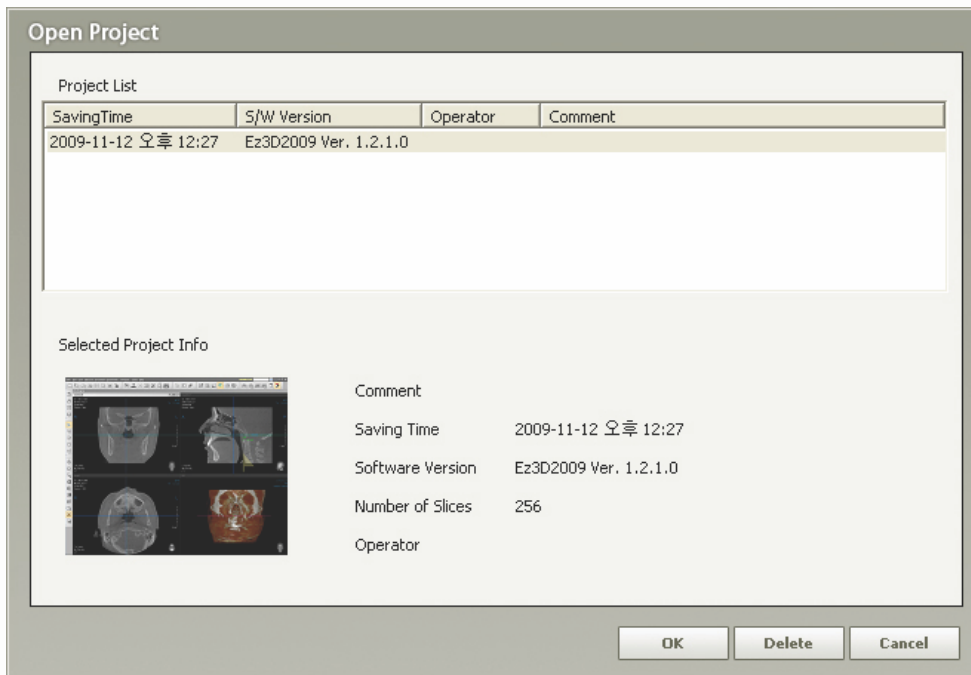 Open Project
Project List
SavingTime S/W Version Operator Comment
2009-11-12 오후 12:27 Ez3D2009 Ver. 1.2.1.0
Selected Project Info
Comment
Saving Time 2009-11-12 오후 12:27
Software Version Ez3D2009 Ver. 1.2.1.0
Number of Slices 256
Operator
OK Delete Cancel